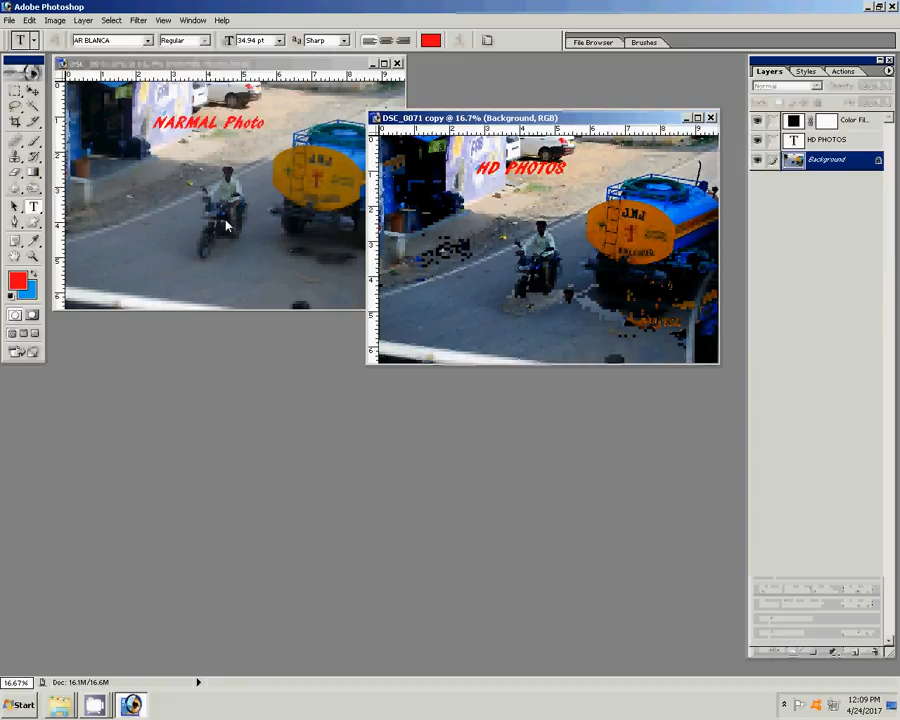 Adobe Photoshop
File Edit Image Layer Select Filter View Window Help
T AR BLANCA Regular 34.94 pt aa Sharp File Browser Brushes
Layers Styles Actions
Normal
DSC_0071 copy @ 16.7% (Background, RGB)
NARMAL Photo
HD PHOTOS
Color Fil...
T HD PHOTOS
Background
J.M.J
16.67% Doc: 16.1M/16.6M
Start
12:09 PM
4/24/2017